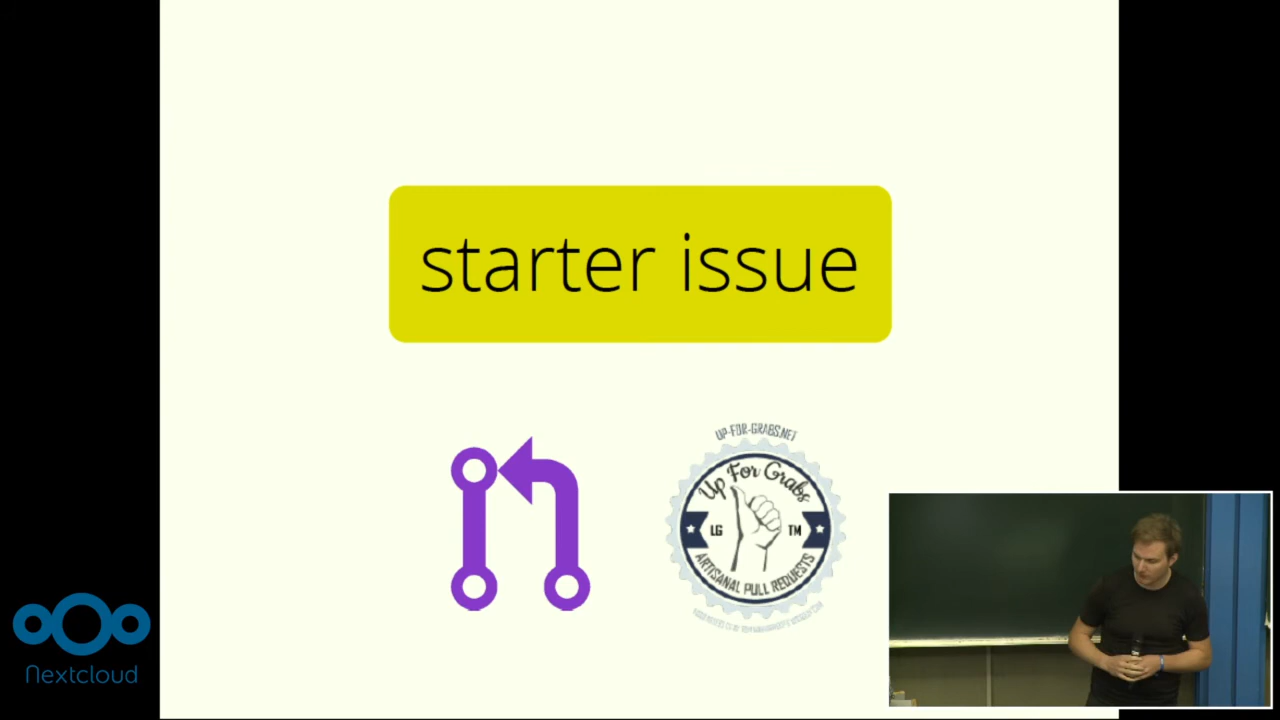 starter issue
UP-FOR-GRABS.NET
Up For Grabs
LG TM
ARTISANAL PULL REQUESTS
Nextcloud